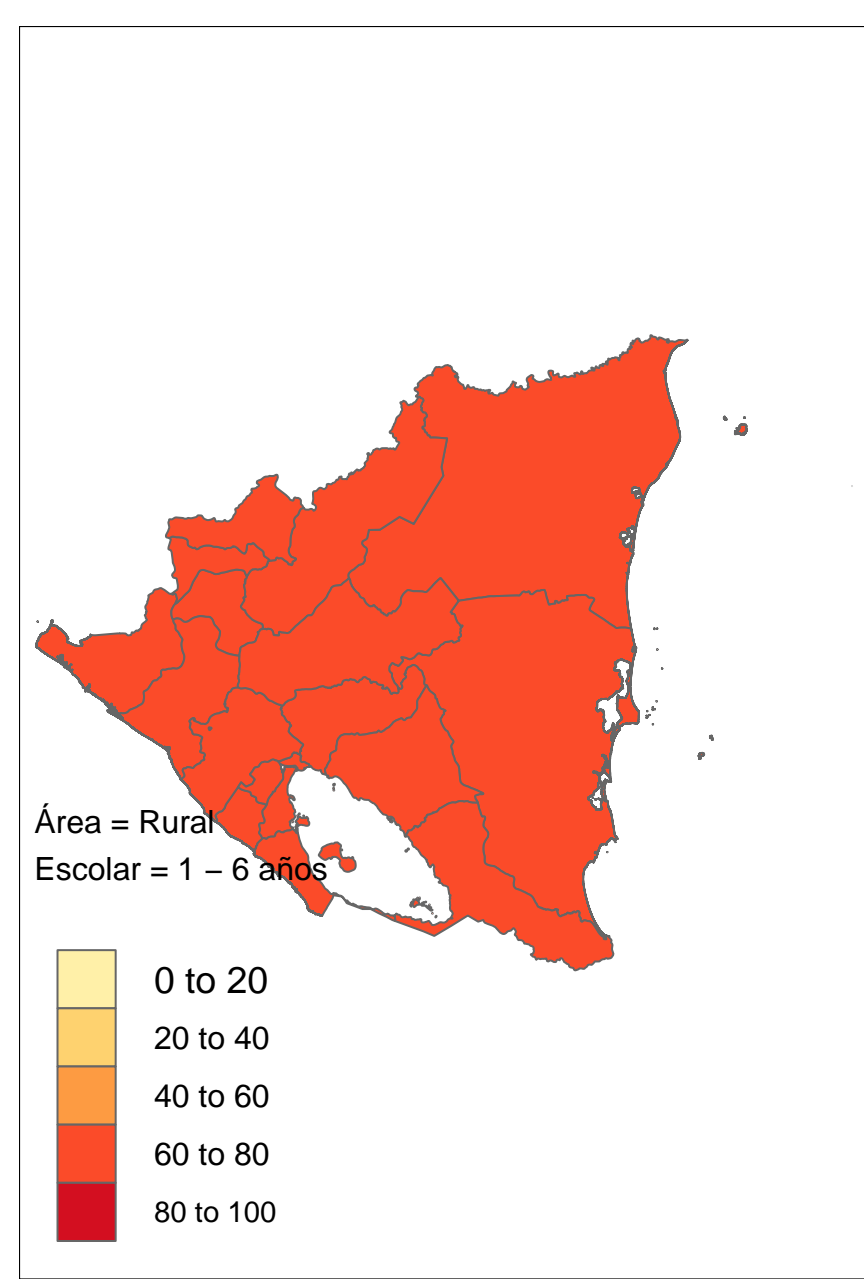 Área = Rural
Escolar = 1 – 6 años
0 to 20
20 to 40
40 to 60
60 to 80
80 to 100